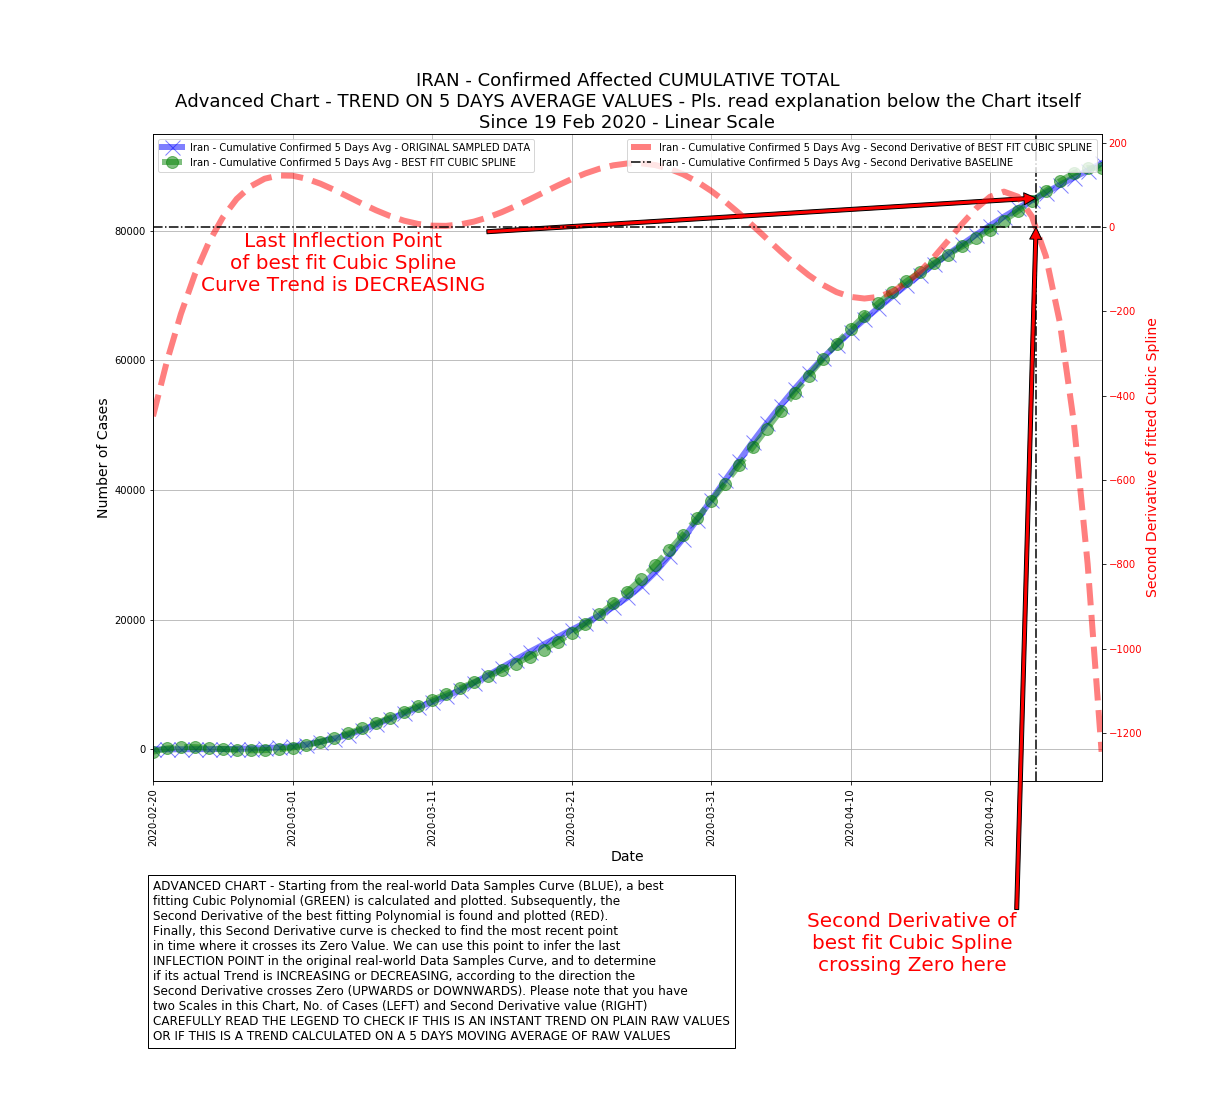 IRAN - Confirmed Affected CUMULATIVE TOTAL
Advanced Chart - TREND ON 5 DAYS AVERAGE VALUES - Pls. read explanation below the Chart itself
Since 19 Feb 2020 - Linear Scale
Iran - Cumulative Confirmed 5 Days Avg - ORIGINAL SAMPLED DATA
Iran - Cumulative Confirmed 5 Days Avg - BEST FIT CUBIC SPLINE
Iran - Cumulative Confirmed 5 Days Avg - Second Derivative of BEST FIT CUBIC SPLINE
Iran - Cumulative Confirmed 5 Days Avg - Second Derivative BASELINE
Last Inflection Point
of best fit Cubic Spline
Curve Trend is DECREASING
Number of Cases
80000
60000
40000
20000
0
200
0
−200
−400
−600
−800
−1000
−1200
Second Derivative of fitted Cubic Spline
2020-02-20
2020-03-01
2020-03-11
2020-03-21
2020-03-31
2020-04-10
2020-04-20
Date
Second Derivative of
best fit Cubic Spline
crossing Zero here
ADVANCED CHART - Starting from the real-world Data Samples Curve (BLUE), a best
fitting Cubic Polynomial (GREEN) is calculated and plotted. Subsequently, the
Second Derivative of the best fitting Polynomial is found and plotted (RED).
Finally, this Second Derivative curve is checked to find the most recent point
in time where it crosses its Zero Value. We can use this point to infer the last
INFLECTION POINT in the original real-world Data Samples Curve, and to determine
if its actual Trend is INCREASING or DECREASING, according to the direction the
Second Derivative crosses Zero (UPWARDS or DOWNWARDS). Please note that you have
two Scales in this Chart, No. of Cases (LEFT) and Second Derivative value (RIGHT)
CAREFULLY READ THE LEGEND TO CHECK IF THIS IS AN INSTANT TREND ON PLAIN RAW VALUES
OR IF THIS IS A TREND CALCULATED ON A 5 DAYS MOVING AVERAGE OF RAW VALUES